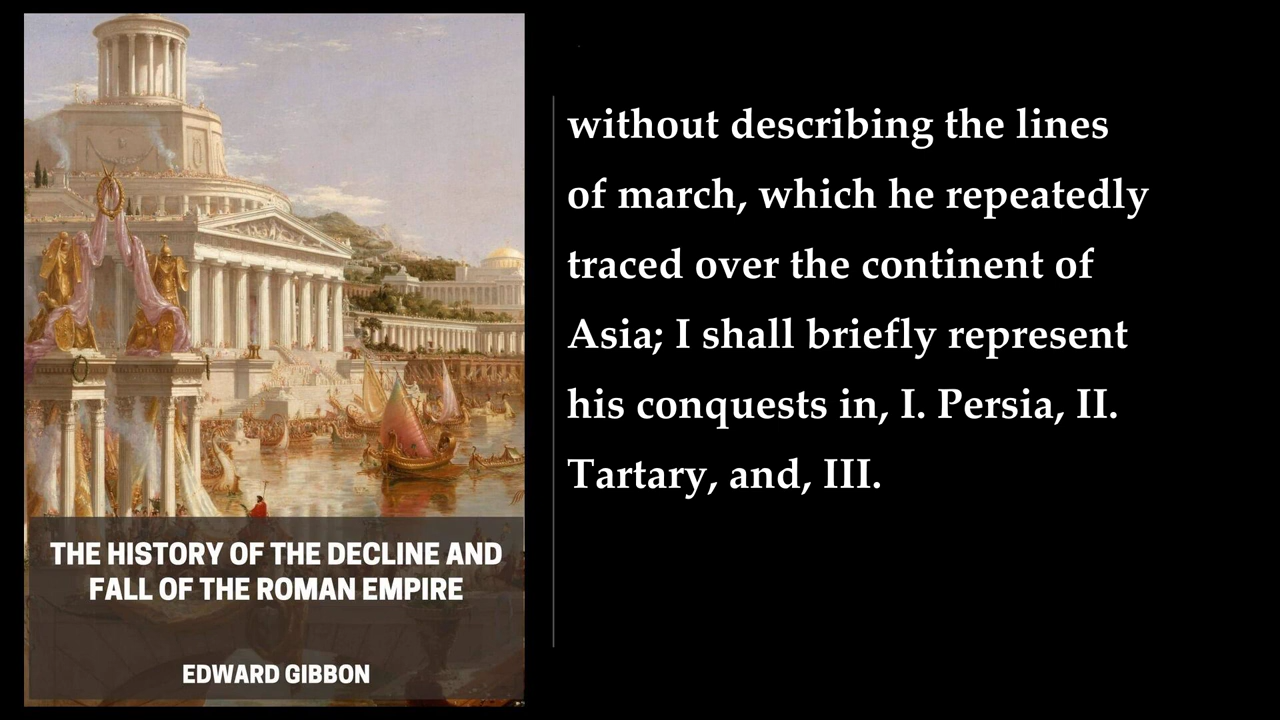 without describing the lines
of march, which he repeatedly
traced over the continent of
Asia; I shall briefly represent
his conquests in, I. Persia, II.
Tartary, and, III.
THE HISTORY OF THE DECLINE AND
FALL OF THE ROMAN EMPIRE
EDWARD GIBBON